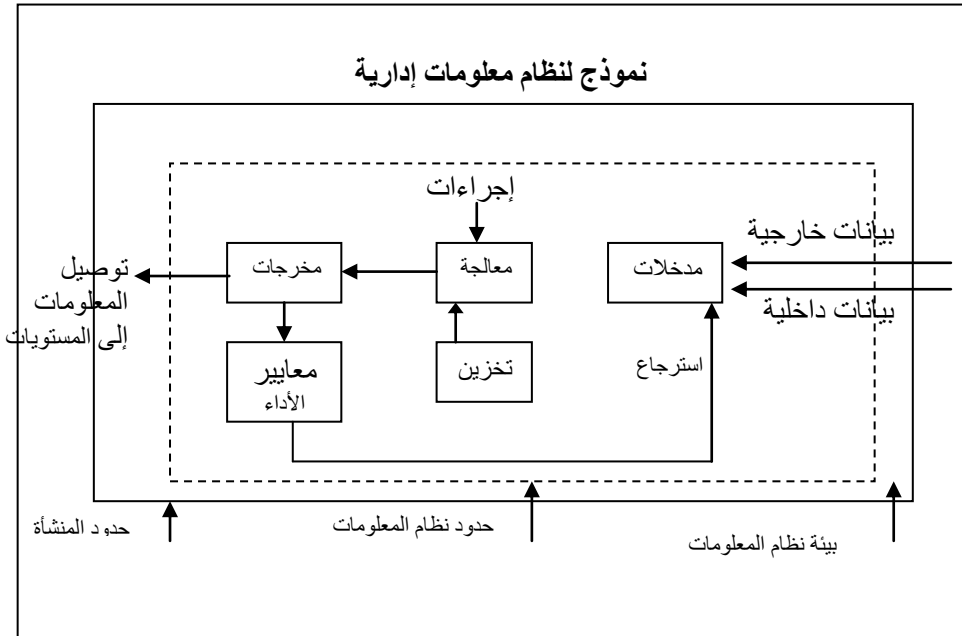 نموذج لنظام معلومات إدارية
إجراءات
بيانات خارجية
مدخلات
معالجة
مخرجات
توصيل
المعلومات
إلى المستويات
بيانات داخلية
استرجاع
تخزين
معايير
الأداء
بيئة نظام المعلومات
حدود نظام المعلومات
حدود المنشأة